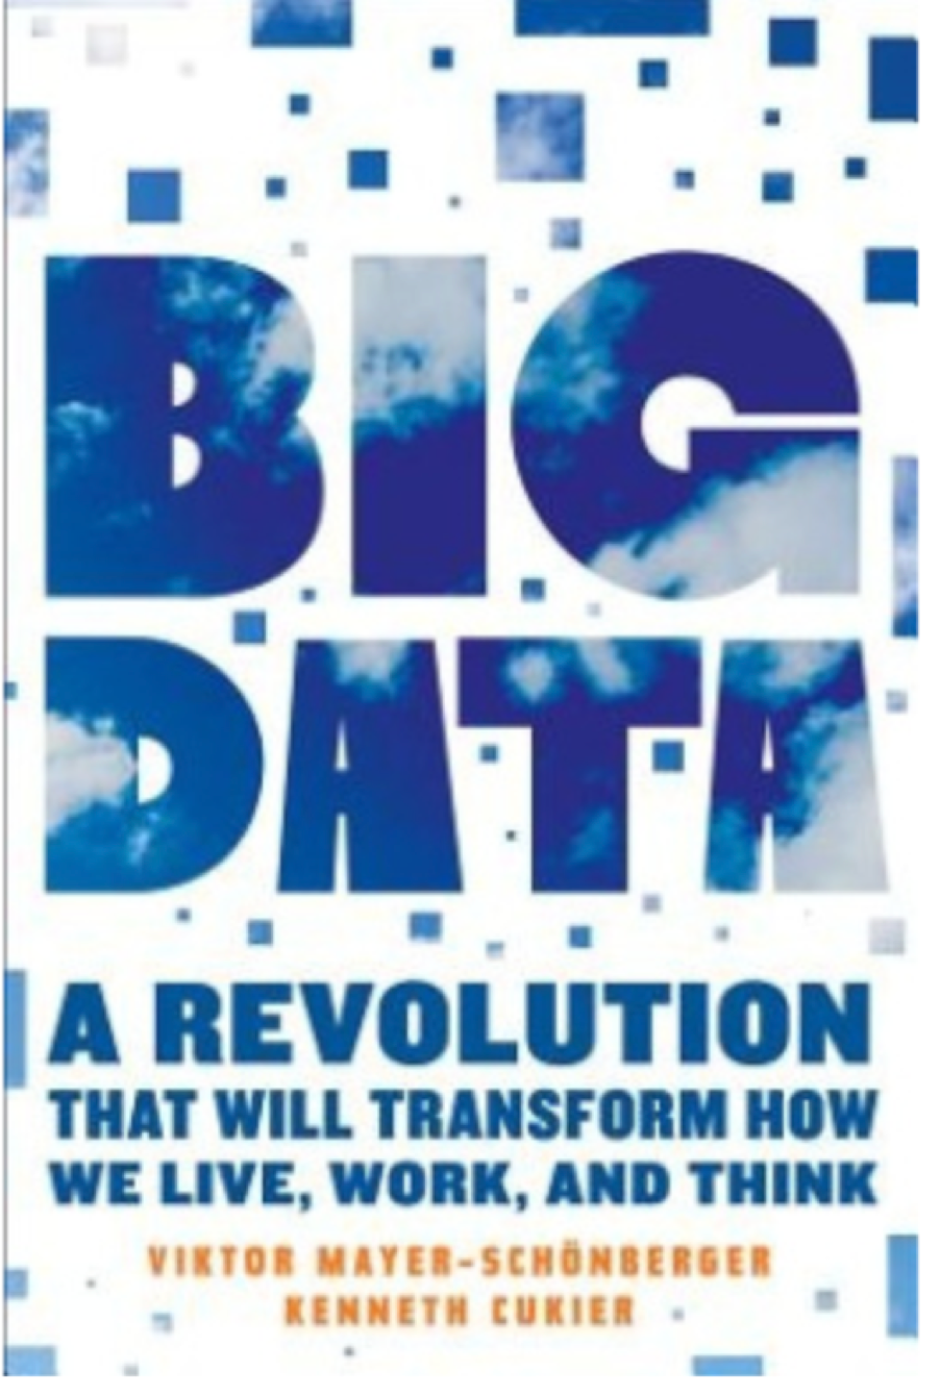 BIG
DATA
A REVOLUTION
THAT WILL TRANSFORM HOW
WE LIVE, WORK, AND THINK
VIKTOR MAYER-SCHÖNBERGER
KENNETH CUKIER